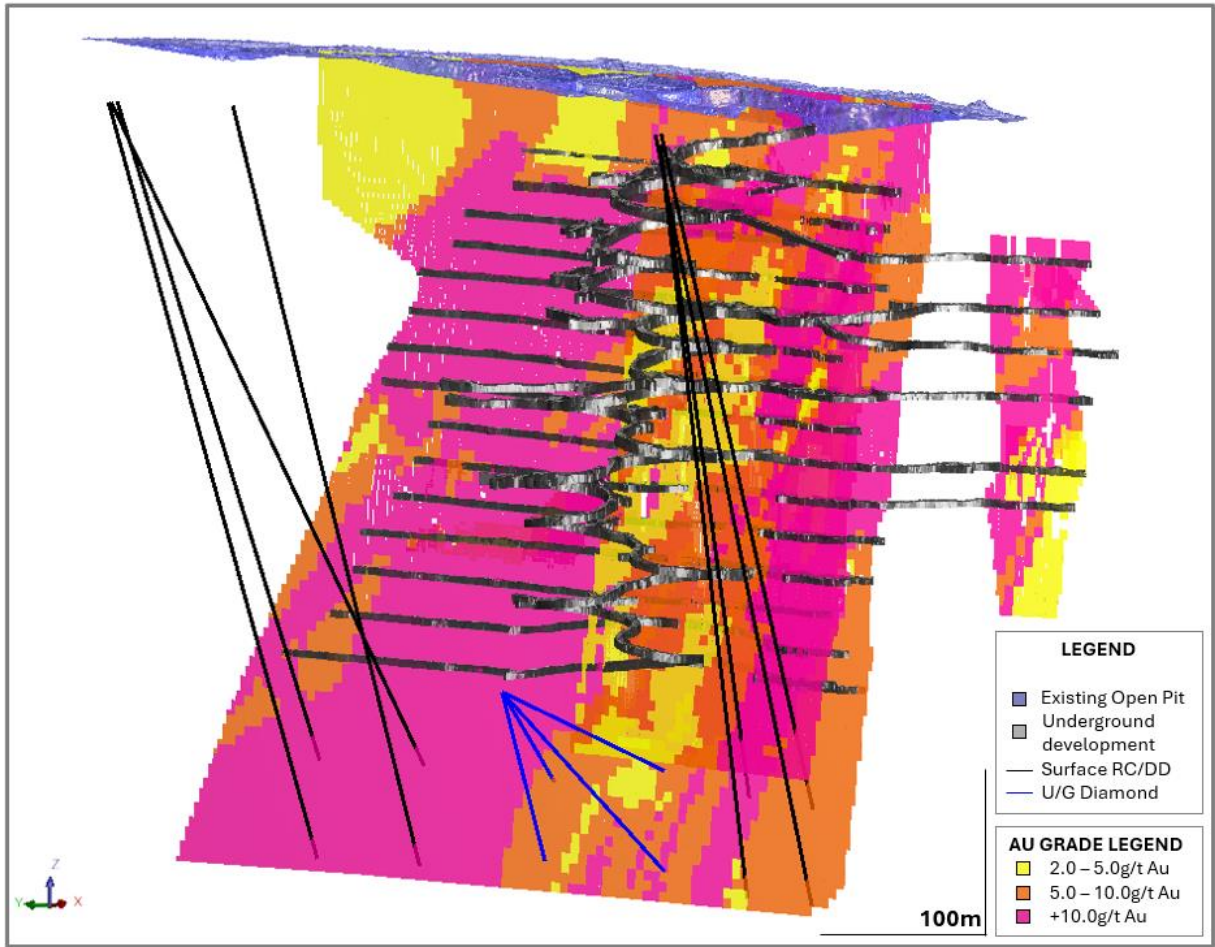 LEGEND
Existing Open Pit
Underground
development
Surface RC/DD
U/G Diamond
AU GRADE LEGEND
2.0 – 5.0g/t Au
5.0 – 10.0g/t Au
+10.0g/t Au
100m
Z
Y
X